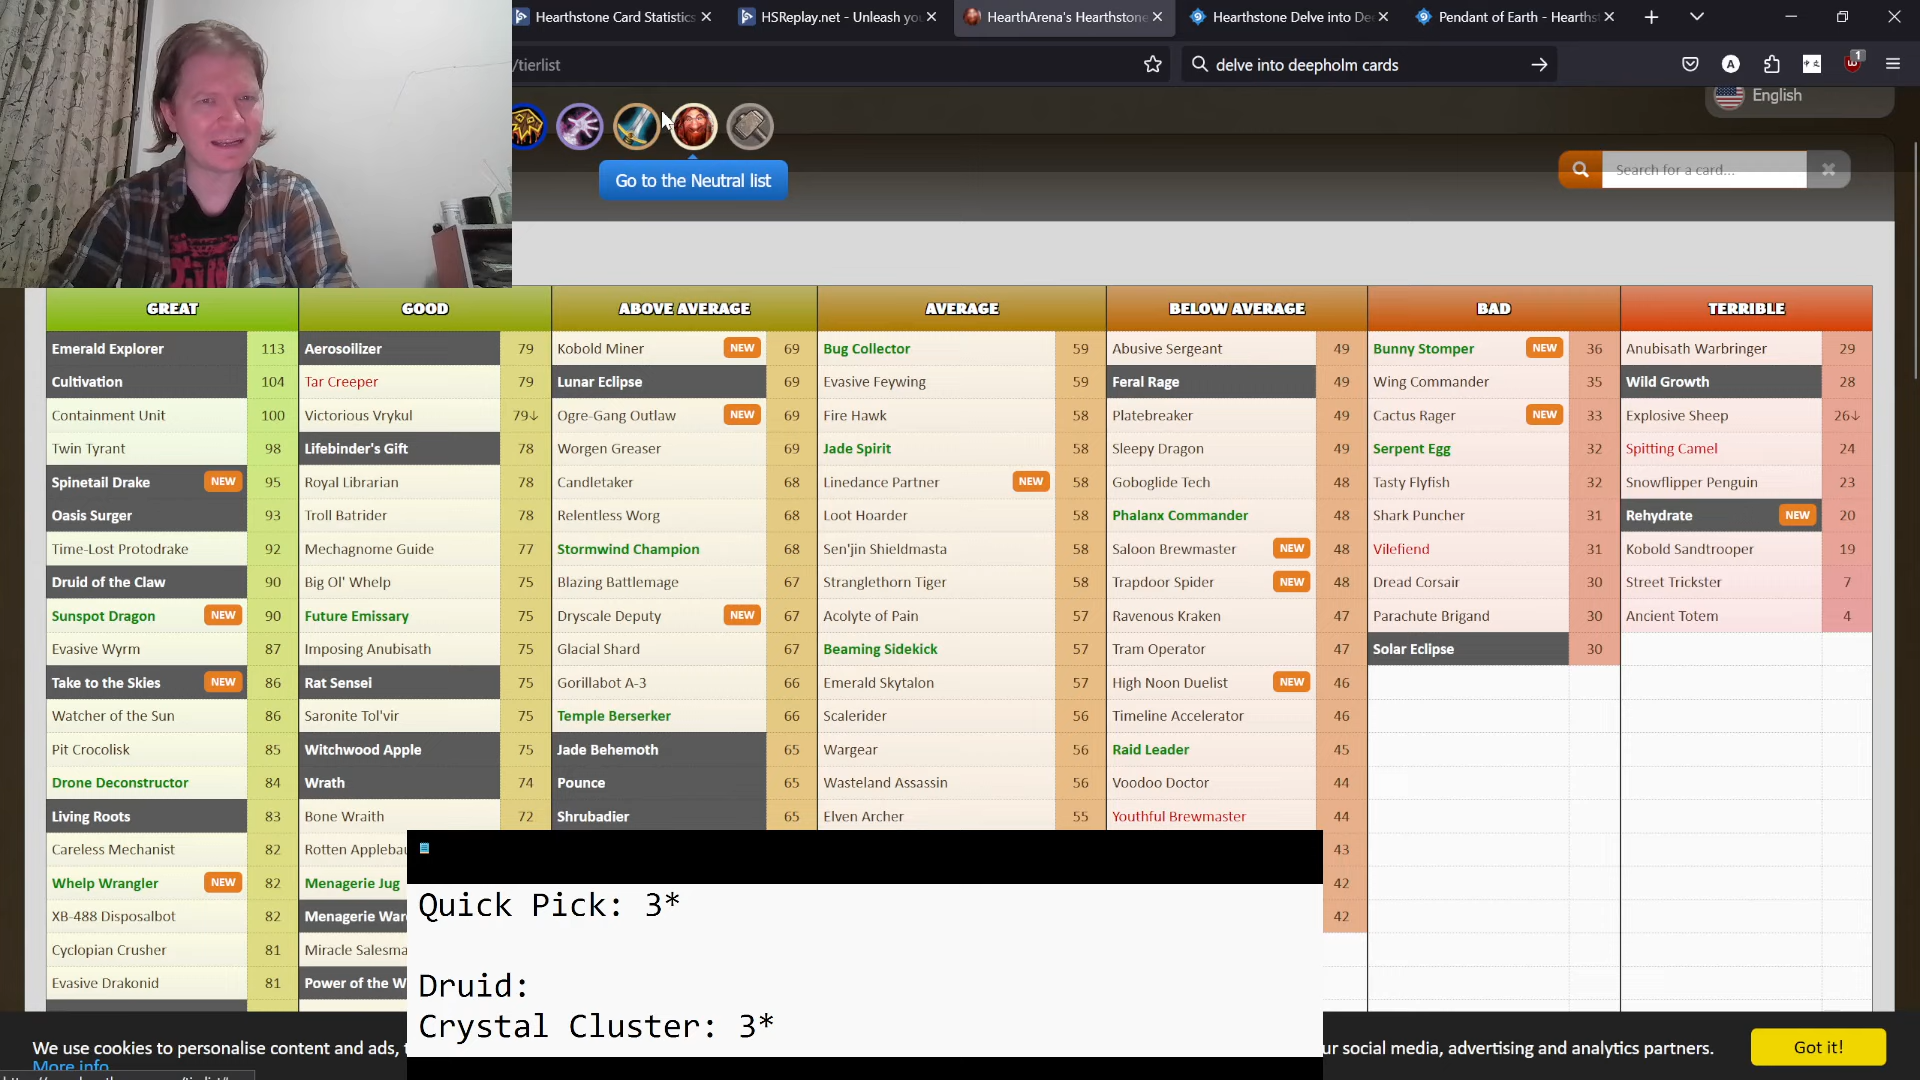 Hearthstone Card Statistics
HSReplay.net - Unleash yo
HearthArena's Hearthstone
Hearthstone Delve into De
Pendant of Earth - Hearths
/tierlist
delve into deepholm cards
A
1
English
Go to the Neutral list
Search for a card...
GREAT GOOD ABOVE AVERAGE AVERAGE BELOW AVERAGE BAD TERRIBLE
Emerald Explorer 113 Aerosoilizer 79 Kobold Miner NEW 69 Bug Collector 59 Abusive Sergeant 49 Bunny Stomper NEW 36 Anubisath Warbringer 29
Cultivation 104 Tar Creeper 79 Lunar Eclipse 69 Evasive Feywing 59 Feral Rage 49 Wing Commander 35 Wild Growth 28
Containment Unit 100 Victorious Vrykul 79↓ Ogre-Gang Outlaw NEW 69 Fire Hawk 58 Platebreaker 49 Cactus Rager NEW 33 Explosive Sheep 26↓
Twin Tyrant 98 Lifebinder's Gift 78 Worgen Greaser 69 Jade Spirit 58 Sleepy Dragon 49 Serpent Egg 32 Spitting Camel 24
Spinetail Drake NEW 95 Royal Librarian 78 Candletaker 68 Linedance Partner NEW 58 Goboglide Tech 48 Tasty Flyfish 32 Snowflipper Penguin 23
Oasis Surger 93 Troll Batrider 78 Relentless Worg 68 Loot Hoarder 58 Phalanx Commander 48 Shark Puncher 31 Rehydrate NEW 20
Time-Lost Protodrake 92 Mechagnome Guide 77 Stormwind Champion 68 Sen'jin Shieldmasta 58 Saloon Brewmaster NEW 48 Vilefiend 31 Kobold Sandtrooper 19
Druid of the Claw 90 Big Ol' Whelp 75 Blazing Battlemage 67 Stranglethorn Tiger 58 Trapdoor Spider NEW 48 Dread Corsair 30 Street Trickster 7
Sunspot Dragon NEW 90 Future Emissary 75 Dryscale Deputy NEW 67 Acolyte of Pain 57 Ravenous Kraken 47 Parachute Brigand 30 Ancient Totem 4
Evasive Wyrm 87 Imposing Anubisath 75 Glacial Shard 67 Beaming Sidekick 57 Tram Operator 47 Solar Eclipse 30
Take to the Skies NEW 86 Rat Sensei 75 Gorillabot A-3 66 Emerald Skytalon 57 High Noon Duelist NEW 46
Watcher of the Sun 86 Saronite Tol'vir 75 Temple Berserker 66 Scalerider 56 Timeline Accelerator 46
Pit Crocolisk 85 Witchwood Apple 75 Jade Behemoth 65 Wargear 56 Raid Leader 45
Drone Deconstructor 84 Wrath 74 Pounce 65 Wasteland Assassin 56 Voodoo Doctor 44
Living Roots 83 Bone Wraith 72 Shrubadier 65 Elven Archer 55 Youthful Brewmaster 44
Careless Mechanist 82 Rotten Appleba 43
Whelp Wrangler NEW 82 Menagerie Jug 42
XB-488 Disposalbot 82 Menagerie War 42
Cyclopian Crusher 81 Miracle Salesma
Evasive Drakonid 81 Power of the W
Quick Pick: 3*
Druid:
Crystal Cluster: 3*
We use cookies to personalise content and ads, ur social media, advertising and analytics partners.
More info
Got it!